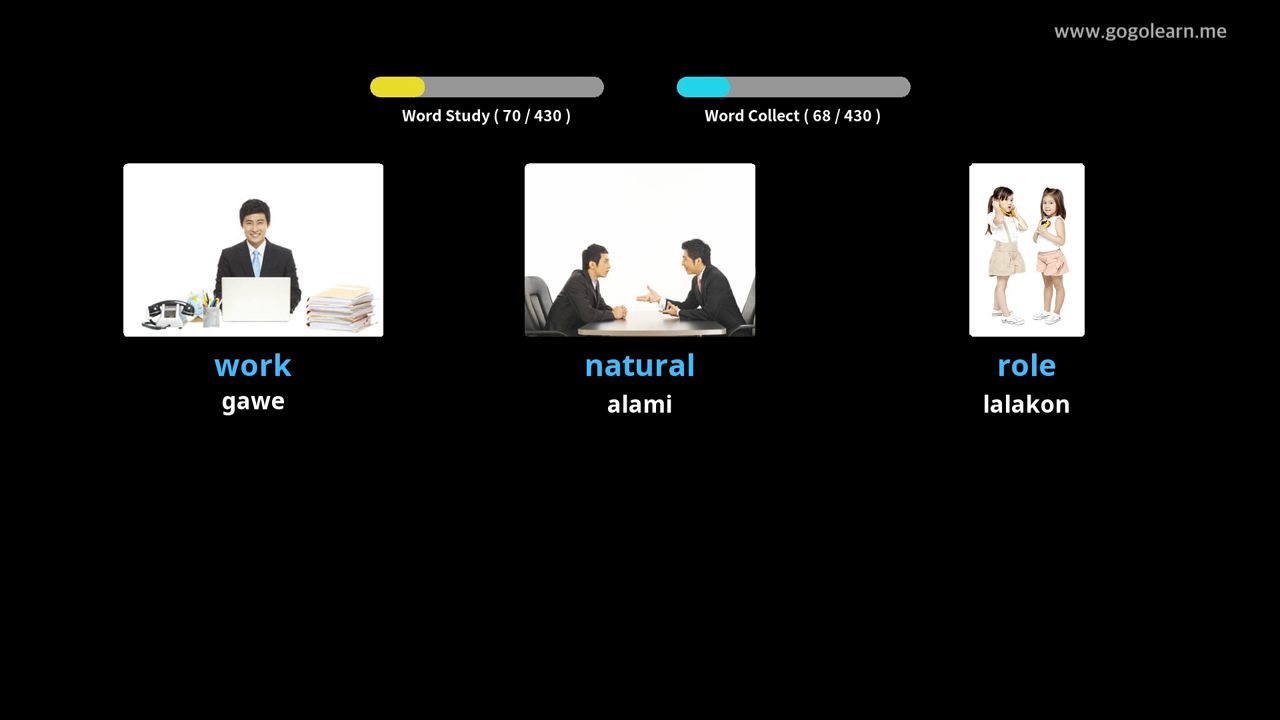 www.gogolearn.me
Word Study ( 70 / 430 )
Word Collect ( 68 / 430 )
work
gawe
natural
alami
role
lalakon